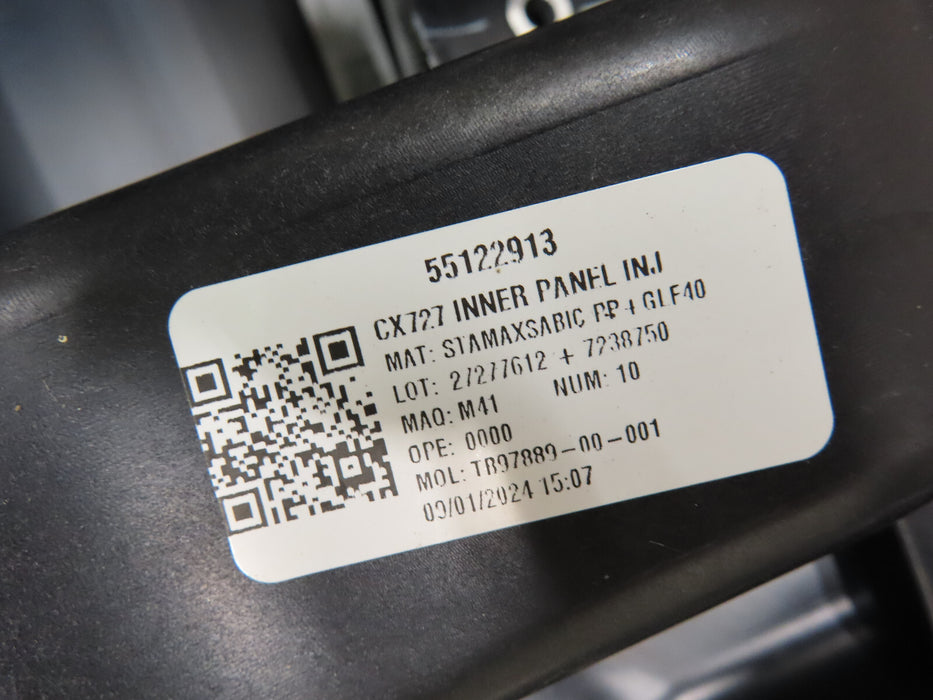 55122913
CX727 INNER PANEL INJ
MAT: STAMAXSABIC PP + GLF40
LOT: 27277612 + 7238750
MAQ: M41 NUM: 10
OPE: 0000
MOL: TR97889-00-001
09/01/2024 15:07